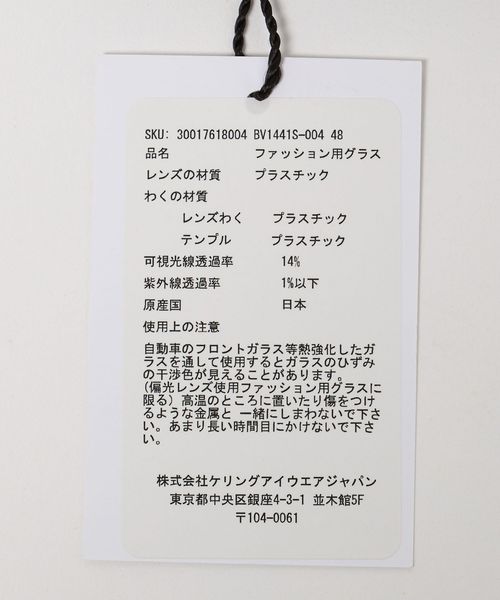 SKU: 30017618004 BV1441S-004 48
品名 ファッション用グラス
レンズの材質 プラスチック
わくの材質
レンズわく プラスチック
テンプル プラスチック
可視光線透過率 14%
紫外線透過率 1%以下
原産国 日本
使用上の注意
自動車のフロントガラス等熱強化したガ
ラスを通して使用するとガラスのひずみ
の干渉色が見えることがあります。
(偏光レンズ使用ファッション用グラスに
限る) 高温のところに置いたり傷をつけ
るような金属と 一緒にしまわないで下さ
い。あまり長い時間目にかけないで下さ
い。
株式会社ケリングアイウエアジャパン
東京都中央区銀座4-3-1 並木館5F
〒104-0061